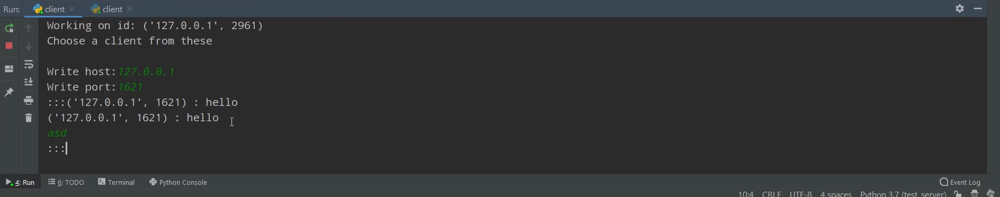 Run: client client
Working on id: ('127.0.0.1', 2961)
Choose a client from these
Write host:127.0.0.1
Write port:1621
:::('127.0.0.1', 1621) : hello
('127.0.0.1', 1621) : hello
asd
:::
4: Run 6: TODO Terminal Python Console Event Log
10:4 CRLF UTF-8 4 spaces Python 3.7 (test_server)